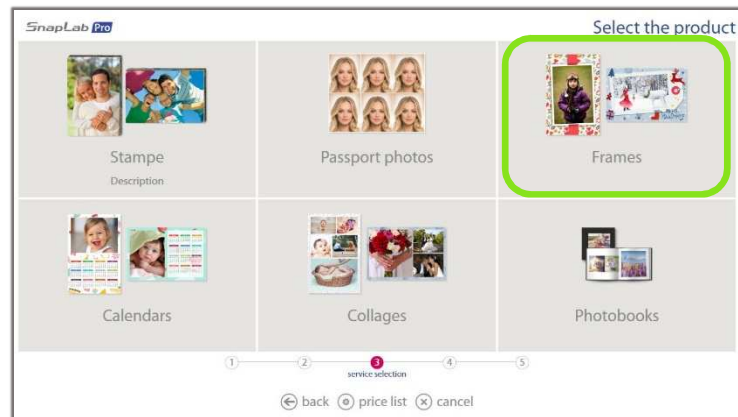 SnapLab Pro
Select the product
Stampe
Description
Passport photos
Frames
Calendars
Collages
Photobooks
1 2 3 4 5
service selection
back price list cancel